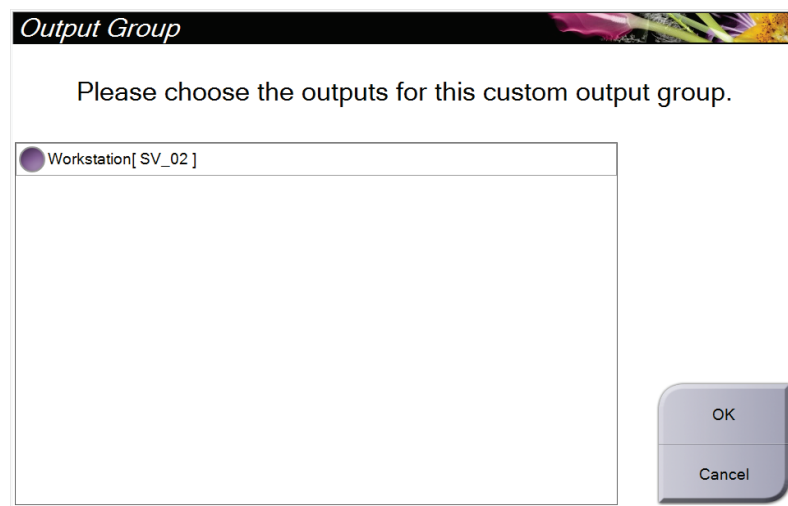 Output Group
Please choose the outputs for this custom output group.
Workstation[ SV_02 ]
OK
Cancel